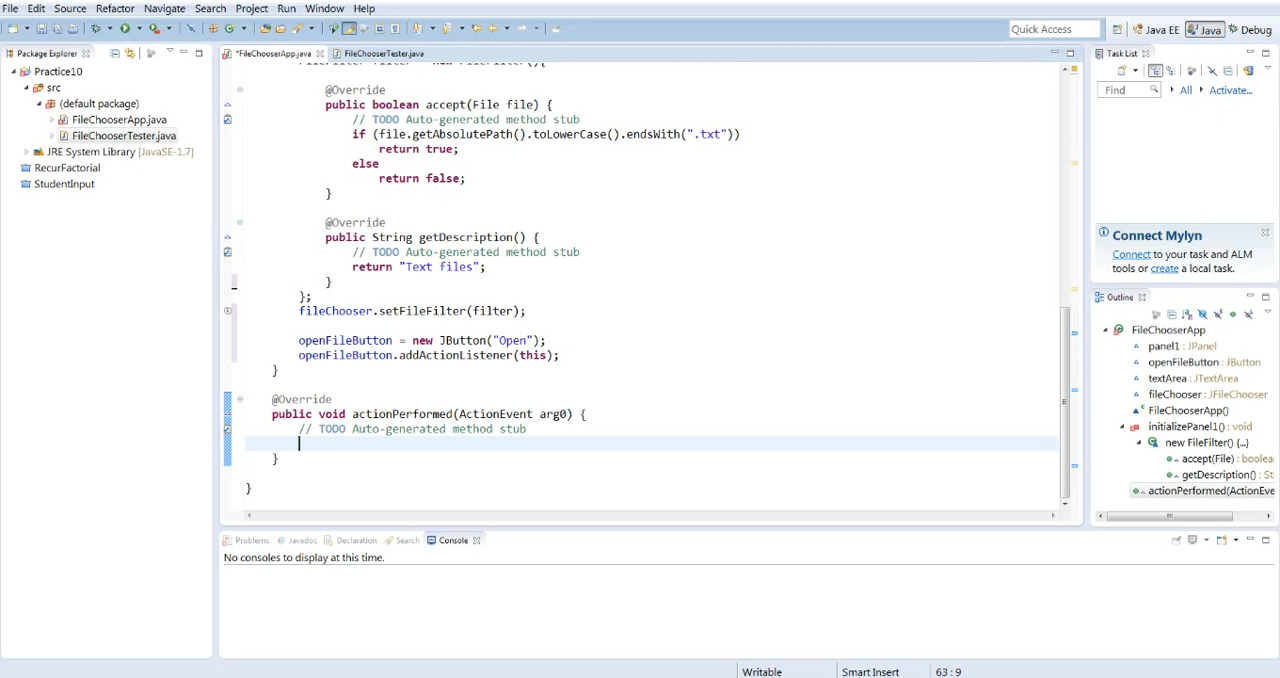 File Edit Source Refactor Navigate Search Project Run Window Help
Quick Access
Java EE
Java
Debug
Package Explorer
*FileChooserApp.java
FileChooserTester.java
Task List
Practice10
src
(default package)
FileChooserApp.java
FileChooserTester.java
JRE System Library [JavaSE-1.7]
RecurFactorial
StudentInput
@Override
public boolean accept(File file) {
// TODO Auto-generated method stub
if (file.getAbsolutePath().toLowerCase().endsWith(".txt"))
return true;
else
return false;
}
@Override
public String getDescription() {
// TODO Auto-generated method stub
return "Text files";
}
};
fileChooser.setFileFilter(filter);
openFileButton = new JButton("Open");
openFileButton.addActionListener(this);
}
@Override
public void actionPerformed(ActionEvent arg0) {
// TODO Auto-generated method stub
}
}
Find
All
Activate...
Connect Mylyn
Connect to your task and ALM
tools or create a local task.
Outline
FileChooserApp
panel1 : JPanel
openFileButton : JButton
textArea : JTextArea
fileChooser : JFileChooser
FileChooserApp()
initializePanel1() : void
new FileFilter() {...}
accept(File) : boolea
getDescription() : St
actionPerformed(ActionEve
Problems
Javadoc
Declaration
Search
Console
No consoles to display at this time.
Writable
Smart Insert
63 : 9